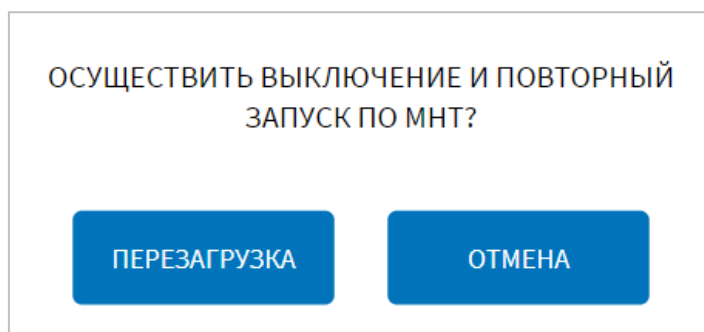 ОСУЩЕСТВИТЬ ВЫКЛЮЧЕНИЕ И ПОВТОРНЫЙ
ЗАПУСК ПО МНТ?
ПЕРЕЗАГРУЗКА
ОТМЕНА